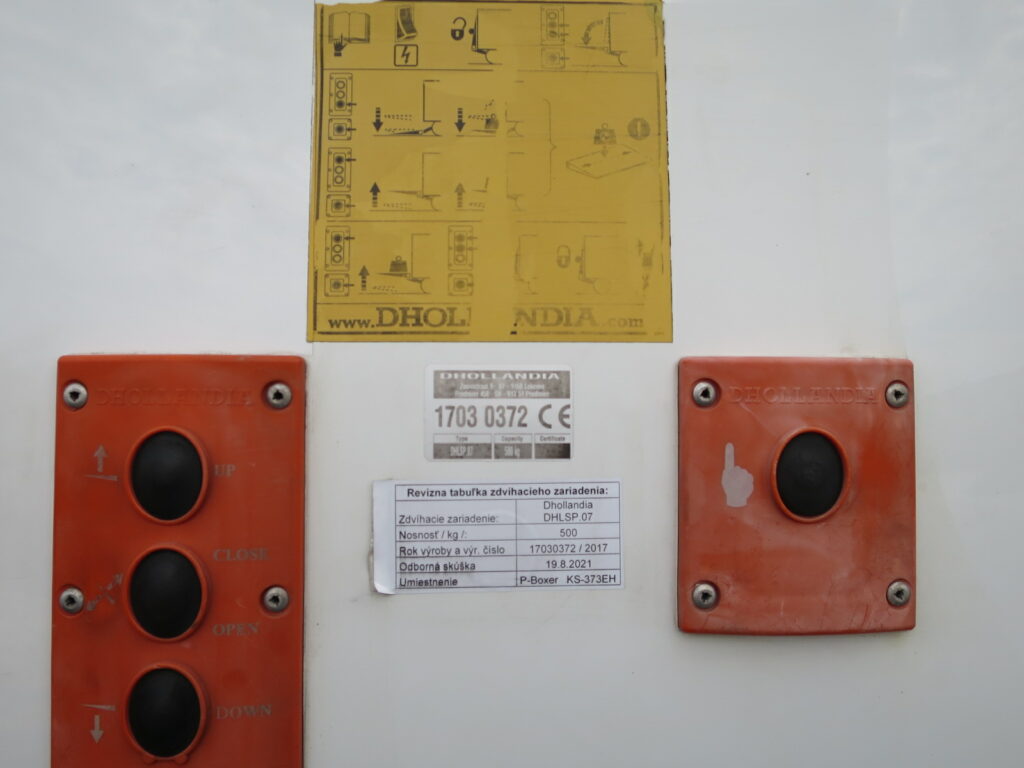 www.DHOLLANDIA.com
DHOLLANDIA
UP
CLOSE
OPEN
DOWN
DHOLLANDIA
1703 0372 CE
Type Capacity Certificate
DHLSP.07 500 kg
Revízna tabuľka zdvíhacieho zariadenia:
Zdvíhacie zariadenie: Dhollandia DHLSP.07
Nosnosť / kg /: 500
Rok výroby a výr. číslo 17030372 / 2017
Odborná skúška 19.8.2021
Umiestnenie P-Boxer KS-373EH
DHOLLANDIA